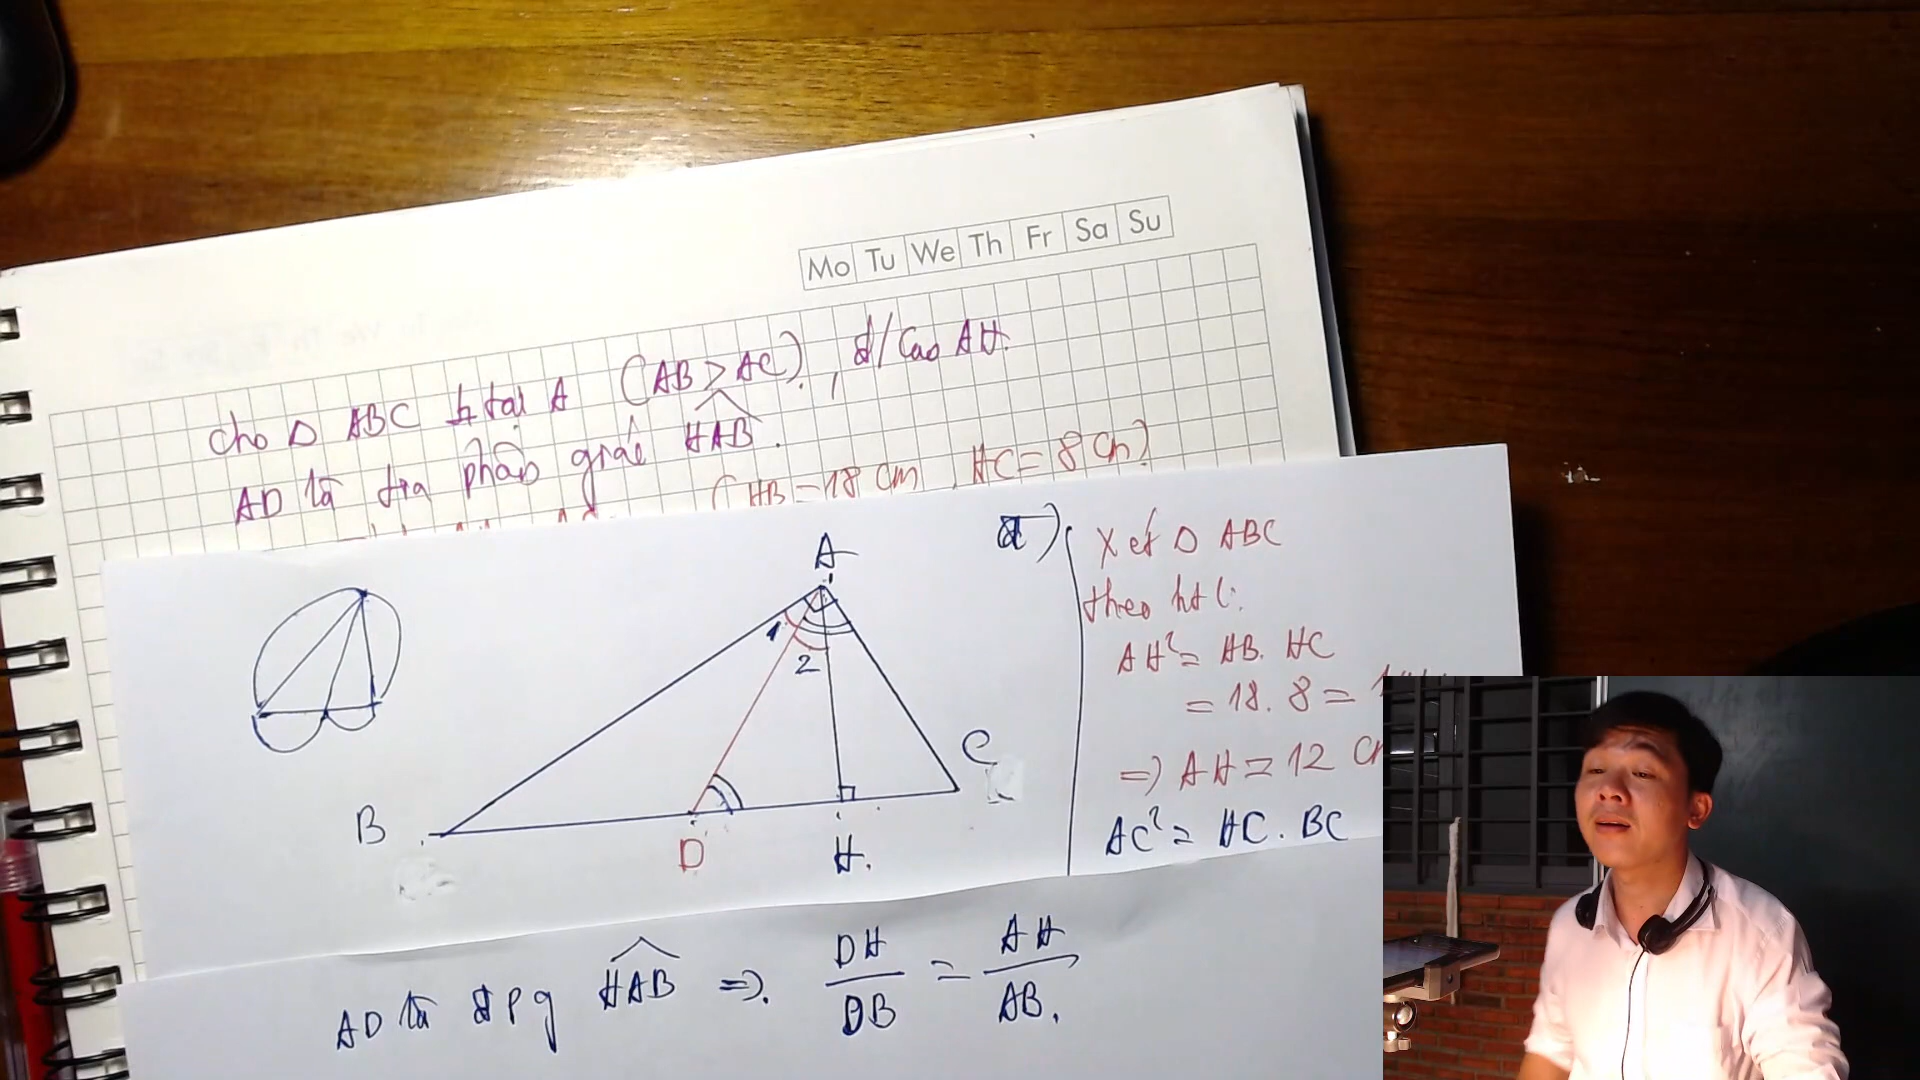 Mo Tu We Th Fr Sa Su
Cho Δ ABC ⊥ tại A (AB > AC), đ/cao AH.
AD là tia phân giác HAB.
(HB = 18 cm, HC = 8 cm)
A
1
2
B
D
H.
C
a)
Xét Δ ABC
theo htl:
AH² = HB. HC
= 18. 8 =
=> AH = 12
AC² = HC. BC
AD là đpg HAB => DH/DB = AH/AB.